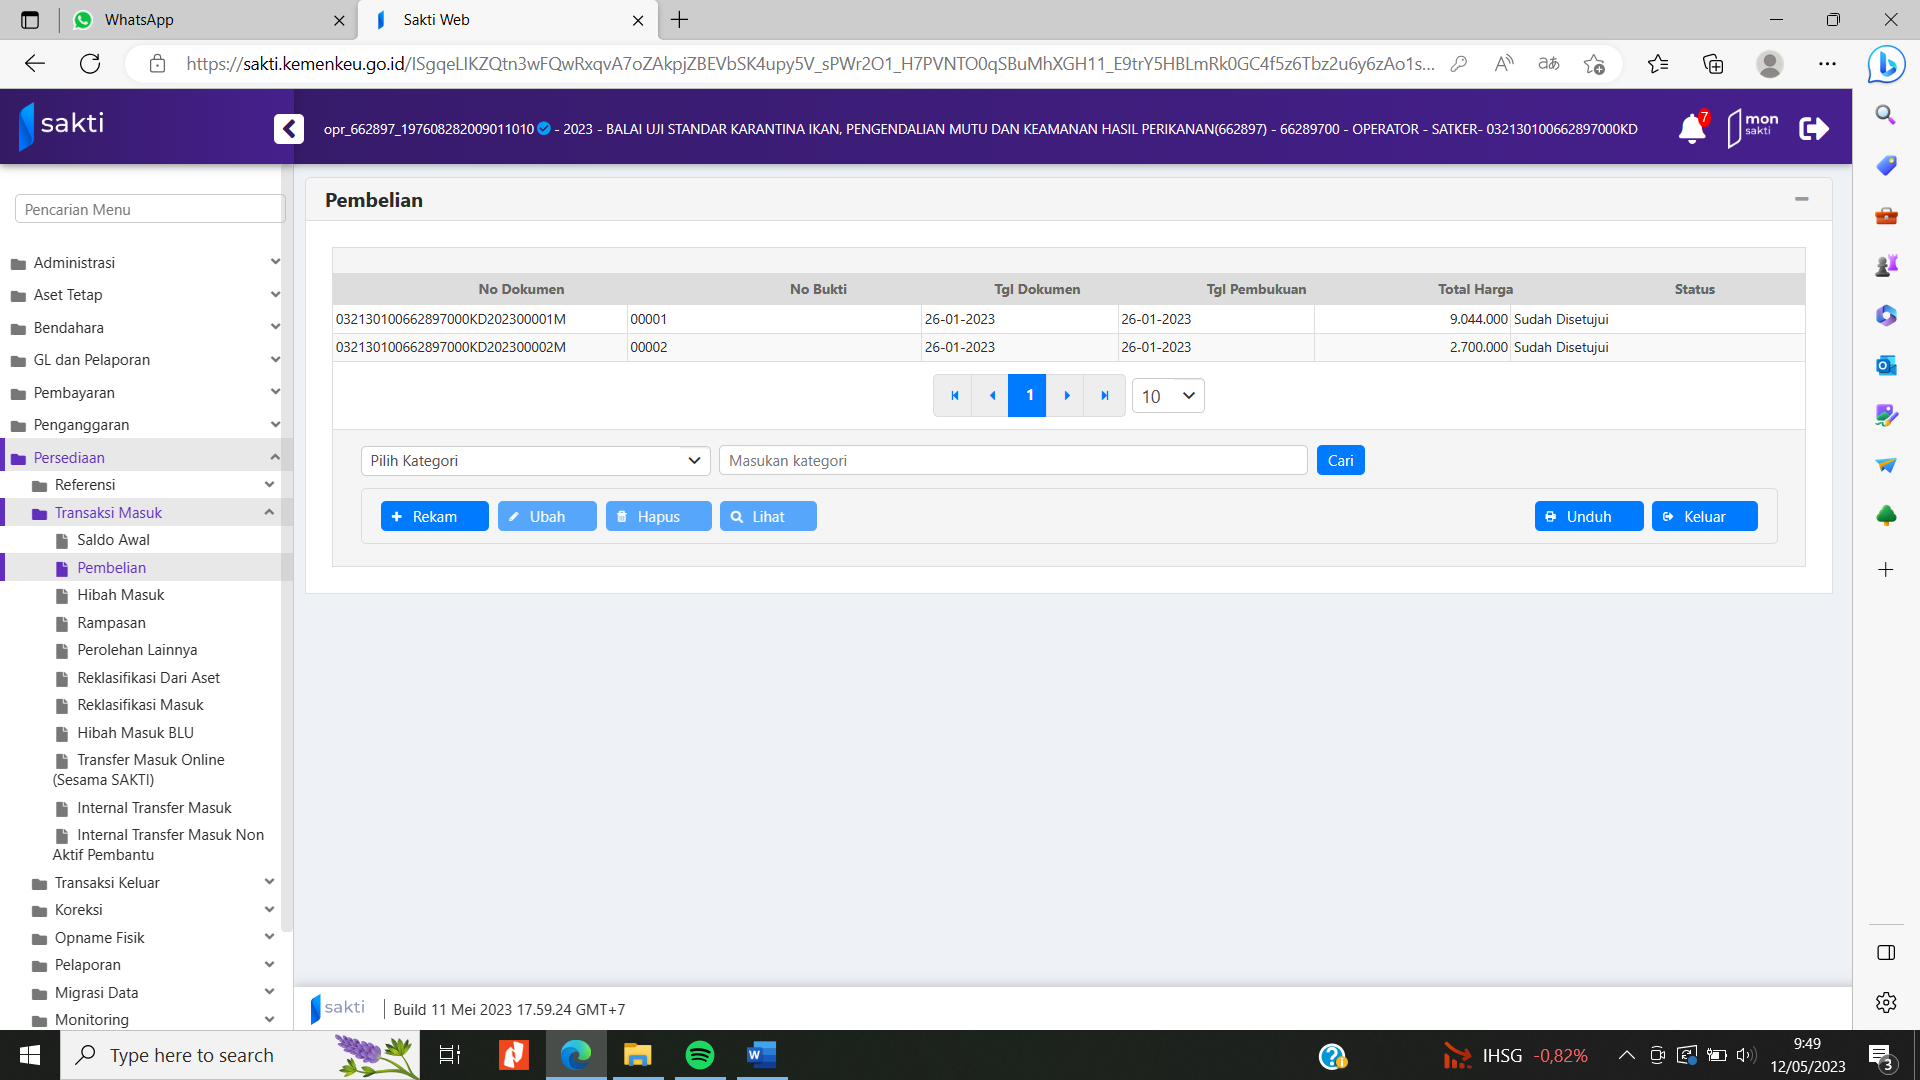 WhatsApp
Sakti Web
https://sakti.kemenkeu.go.id/ISgqeLIKZQtn3wFQwRxqvA7oZAkpjZBEVbSK4upy5V_sPWr2O1_H7PVNTO0qSBuMhXGH11_E9trY5HBLmRk0GC4f5z6Tbz2u6y6zAo1s...
sakti
opr_662897_197608282009011010 - 2023 - BALAI UJI STANDAR KARANTINA IKAN, PENGENDALIAN MUTU DAN KEAMANAN HASIL PERIKANAN(662897) - 66289700 - OPERATOR - SATKER- 032130100662897000KD
7
mon
sakti
Pencarian Menu
Administrasi
Aset Tetap
Bendahara
GL dan Pelaporan
Pembayaran
Penganggaran
Persediaan
Referensi
Transaksi Masuk
Saldo Awal
Pembelian
Hibah Masuk
Rampasan
Perolehan Lainnya
Reklasifikasi Dari Aset
Reklasifikasi Masuk
Hibah Masuk BLU
Transfer Masuk Online
(Sesama SAKTI)
Internal Transfer Masuk
Internal Transfer Masuk Non
Aktif Pembantu
Transaksi Keluar
Koreksi
Opname Fisik
Pelaporan
Migrasi Data
Monitoring
Pembelian
No Dokumen No Bukti Tgl Dokumen Tgl Pembukuan Total Harga Status
032130100662897000KD202300001M 00001 26-01-2023 26-01-2023 9.044.000 Sudah Disetujui
032130100662897000KD202300002M 00002 26-01-2023 26-01-2023 2.700.000 Sudah Disetujui
1 10
Pilih Kategori Masukan kategori Cari
Rekam Ubah Hapus Lihat Unduh Keluar
sakti Build 11 Mei 2023 17.59.24 GMT+7
Type here to search
IHSG -0,82%
9:49
12/05/2023
3